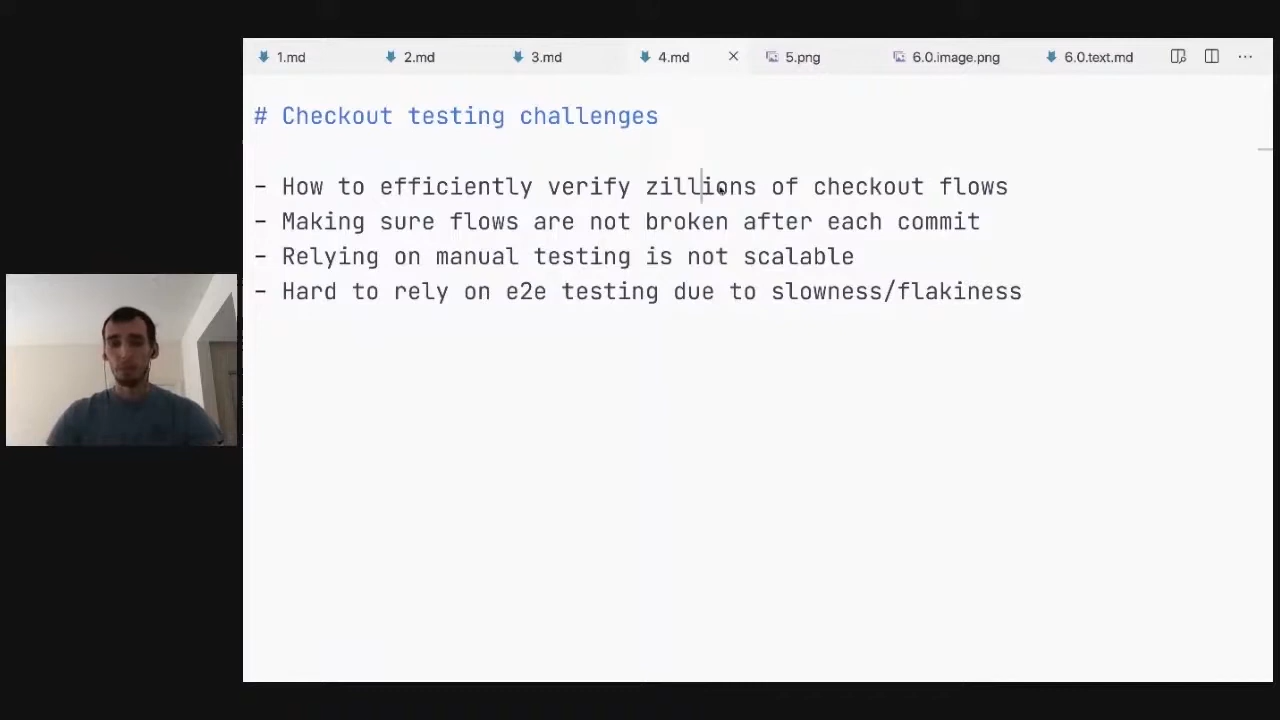 1.md 2.md 3.md 4.md 5.png 6.0.image.png 6.0.text.md
# Checkout testing challenges
- How to efficiently verify zillions of checkout flows
- Making sure flows are not broken after each commit
- Relying on manual testing is not scalable
- Hard to rely on e2e testing due to slowness/flakiness